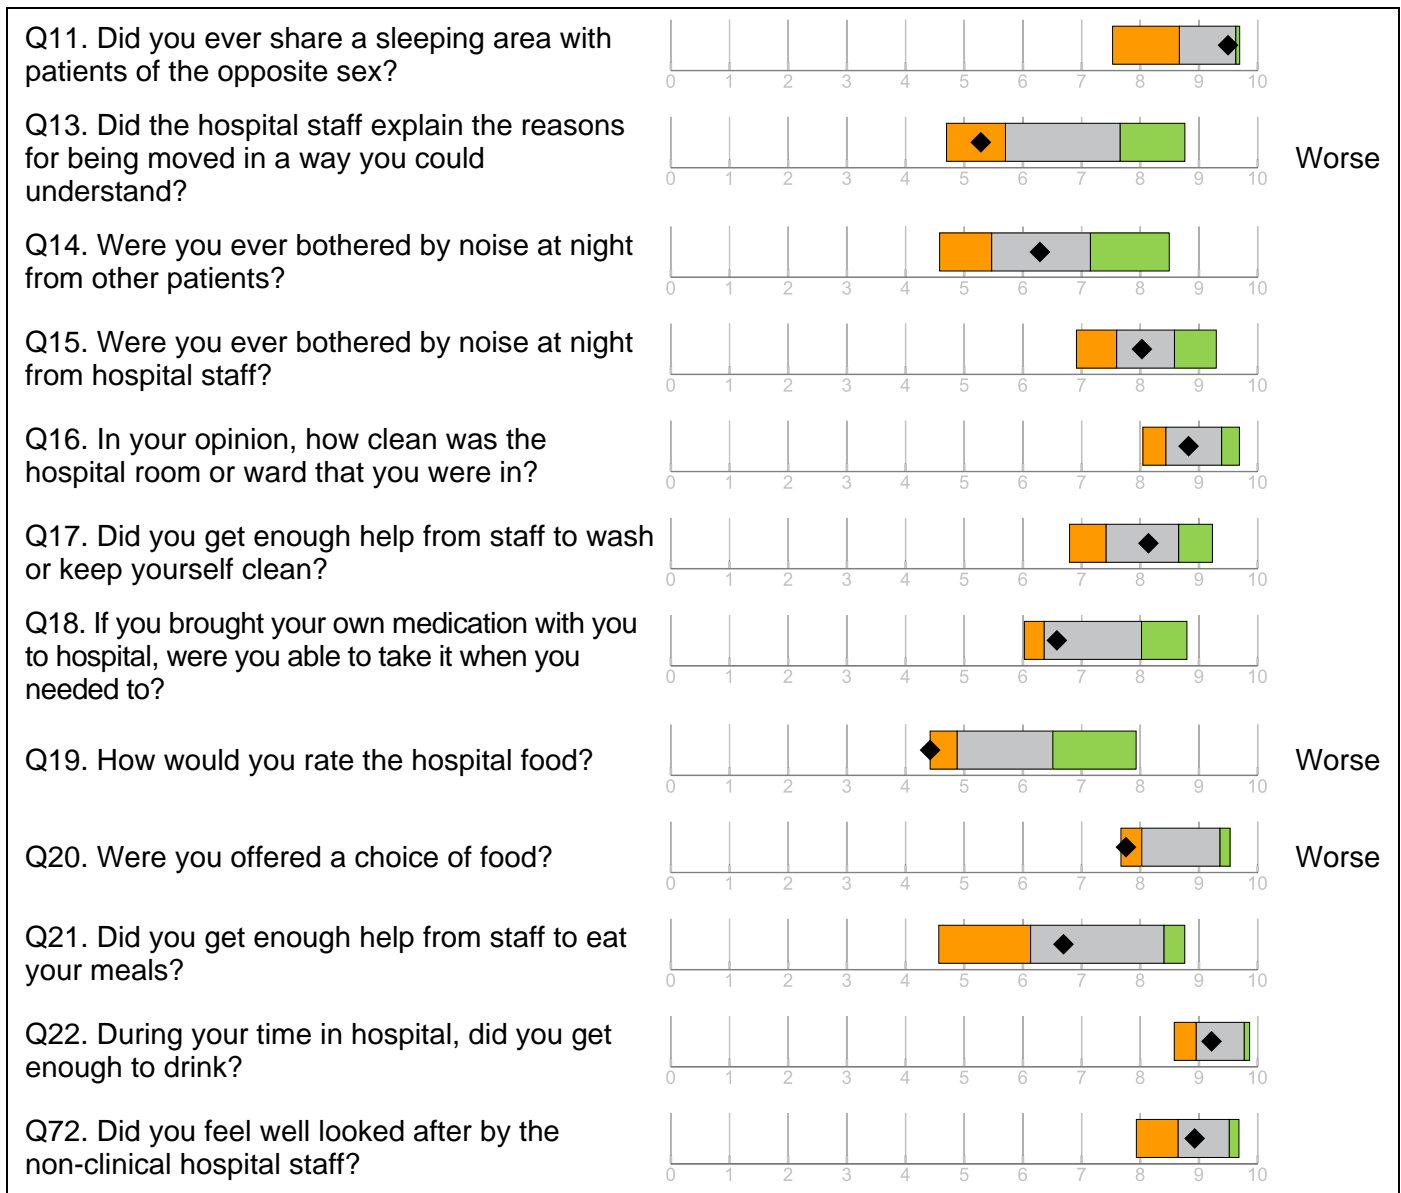 Q11. Did you ever share a sleeping area with
patients of the opposite sex?
0 1 2 3 4 5 6 7 8 9 10
Q13. Did the hospital staff explain the reasons
for being moved in a way you could
understand?
0 1 2 3 4 5 6 7 8 9 10
Worse
Q14. Were you ever bothered by noise at night
from other patients?
0 1 2 3 4 5 6 7 8 9 10
Q15. Were you ever bothered by noise at night
from hospital staff?
0 1 2 3 4 5 6 7 8 9 10
Q16. In your opinion, how clean was the
hospital room or ward that you were in?
0 1 2 3 4 5 6 7 8 9 10
Q17. Did you get enough help from staff to wash
or keep yourself clean?
0 1 2 3 4 5 6 7 8 9 10
Q18. If you brought your own medication with you
to hospital, were you able to take it when you
needed to?
0 1 2 3 4 5 6 7 8 9 10
Q19. How would you rate the hospital food?
0 1 2 3 4 5 6 7 8 9 10
Worse
Q20. Were you offered a choice of food?
0 1 2 3 4 5 6 7 8 9 10
Worse
Q21. Did you get enough help from staff to eat
your meals?
0 1 2 3 4 5 6 7 8 9 10
Q22. During your time in hospital, did you get
enough to drink?
0 1 2 3 4 5 6 7 8 9 10
Q72. Did you feel well looked after by the
non-clinical hospital staff?
0 1 2 3 4 5 6 7 8 9 10